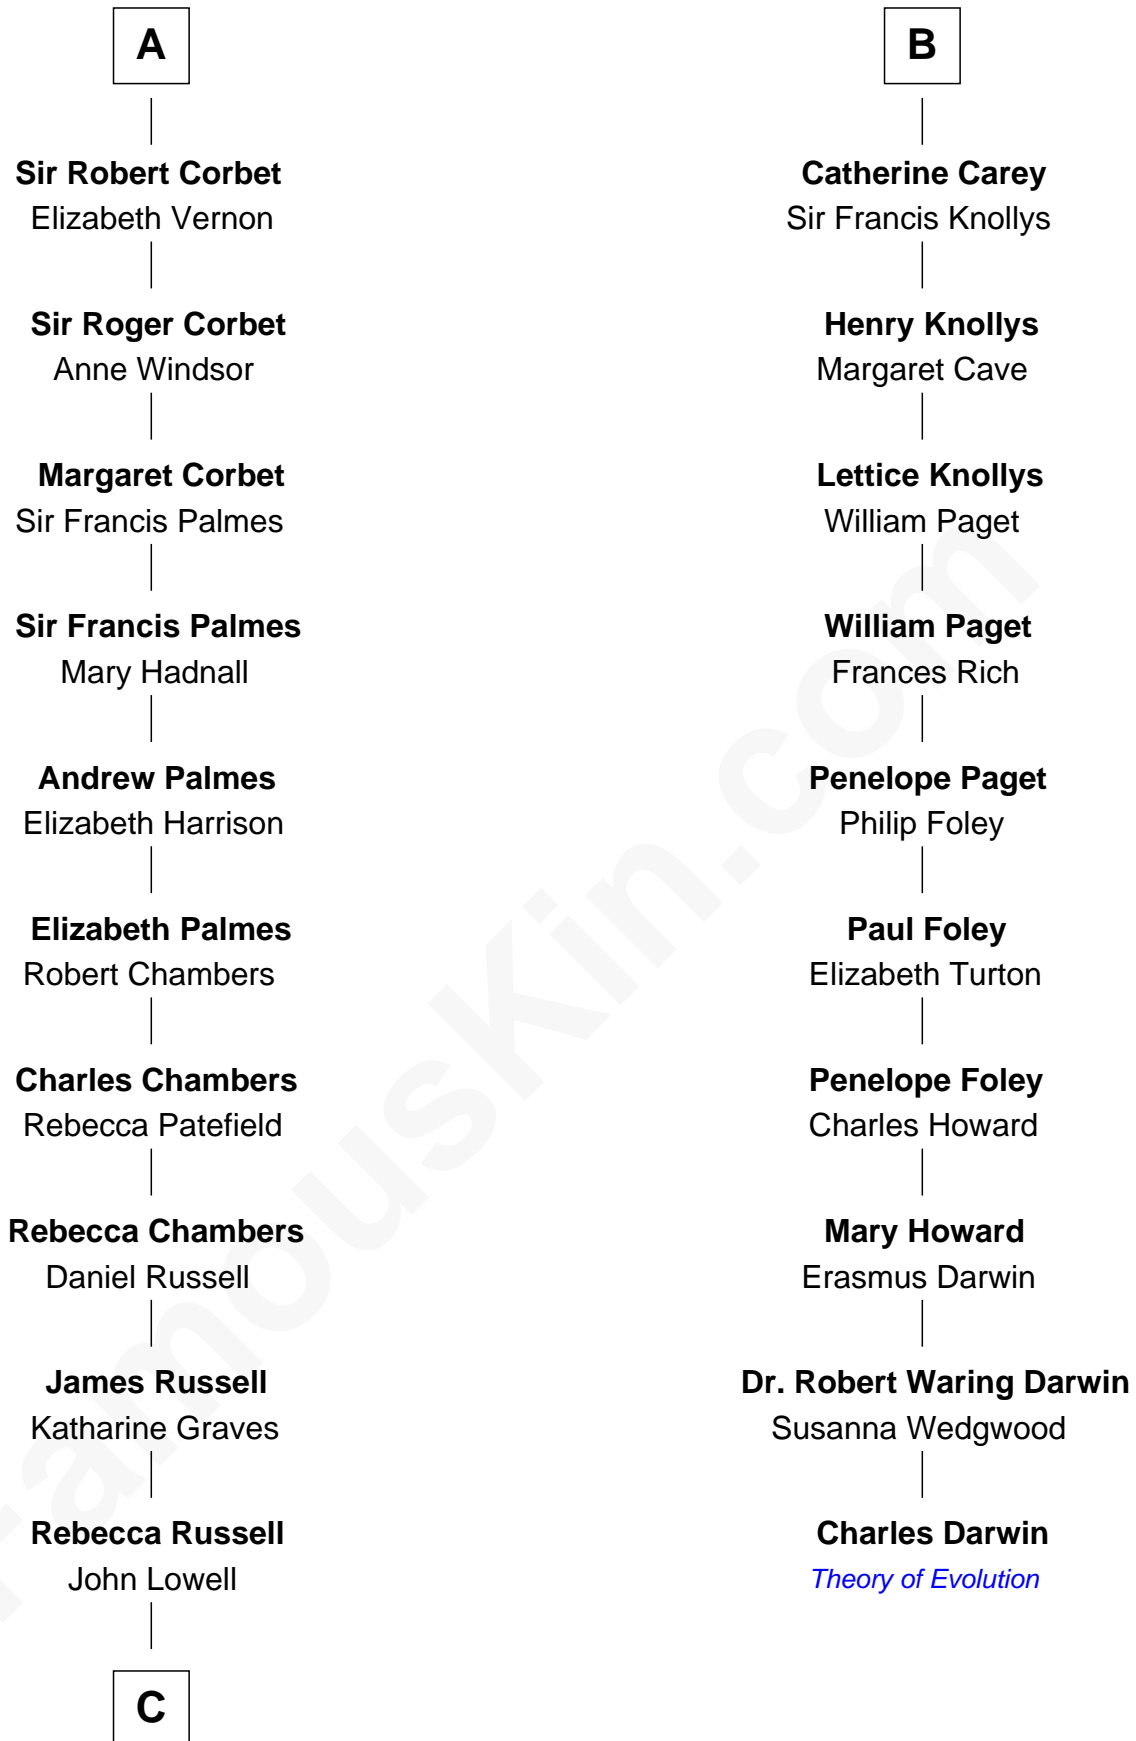 A
Sir Robert Corbet
Elizabeth Vernon
Sir Roger Corbet
Anne Windsor
Margaret Corbet
Sir Francis Palmes
Sir Francis Palmes
Mary Hadnall
Andrew Palmes
Elizabeth Harrison
Elizabeth Palmes
Robert Chambers
Charles Chambers
Rebecca Patefield
Rebecca Chambers
Daniel Russell
James Russell
Katharine Graves
Rebecca Russell
John Lowell
C
B
Catherine Carey
Sir Francis Knollys
Henry Knollys
Margaret Cave
Lettice Knollys
William Paget
William Paget
Frances Rich
Penelope Paget
Philip Foley
Paul Foley
Elizabeth Turton
Penelope Foley
Charles Howard
Mary Howard
Erasmus Darwin
Dr. Robert Waring Darwin
Susanna Wedgwood
Charles Darwin
Theory of Evolution
FamousKin.com